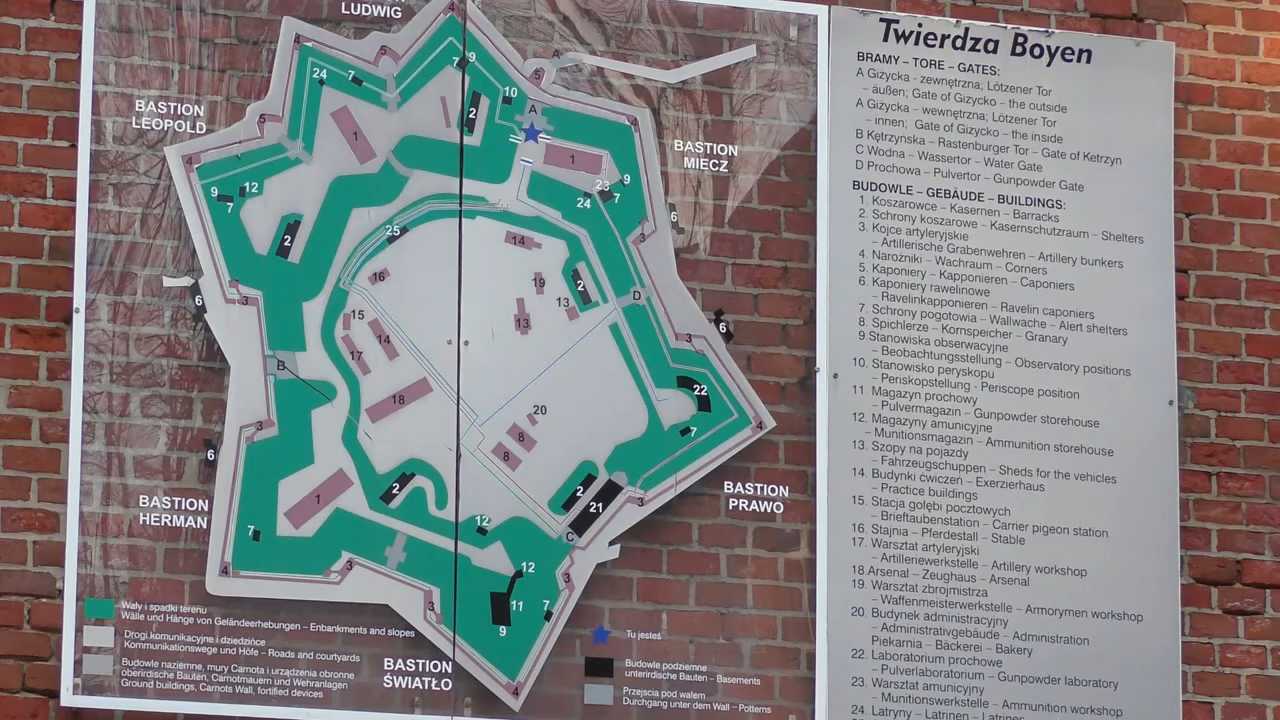 LUDWIG
BASTION
LEOPOLD
BASTION
MIECZ
BASTION
HERMAN
BASTION
PRAWO
BASTION
ŚWIATŁO
Wały i spadki terenu
Wälle und Hänge von Geländeerhebungen – Enbankments and slopes
Drogi komunikacyjne i dziedzińce
Kommunikationswege und Höfe – Roads and courtyards
Budowle naziemne, mury Carnota i urządzenia obronne
oberirdische Bauten, Carnotmauern und Wehranlagen
Ground buildings, Carnots Wall, fortified devices
Tu jesteś
Budowle podziemne
unterirdische Bauten – Basements
Przejścia pod wałem
Durchgang unter dem Wall – Potterns
Twierdza Boyen
BRAMY – TORE – GATES:
A Giżycka - zewnętrzna; Lötzener Tor
– außen; Gate of Gizycko – the outside
A Giżycka – wewnętrzna; Lötzener Tor
– innen; Gate of Gizycko – the inside
B Kętrzyńska – Rastenburger Tor – Gate of Ketrzyn
C Wodna – Wassertor – Water Gate
D Prochowa – Pulvertor – Gunpowder Gate
BUDOWLE – GEBÄUDE – BUILDINGS:
1. Koszarowce – Kasernen – Barracks
2. Schrony koszarowe – Kasernschutzraum – Shelters
3. Kojce artyleryjskie
– Artillerische Grabenwehren – Artillery bunkers
4. Narożniki – Wachraum – Corners
5. Kaponiery – Kapponieren – Caponiers
6. Kaponiery rawelinowe
– Ravelinkapponieren – Ravelin caponiers
7. Schrony pogotowia – Wallwache – Alert shelters
8. Spichlerze – Kornspeicher – Granary
9.Stanowiska obserwacyjne
– Beobachtungsstellung – Observatory positions
10. Stanowisko peryskopu
– Periskopstellung - Periscope position
11. Magazyn prochowy
– Pulvermagazin – Gunpowder storehouse
12. Magazyny amunicyjne
– Munitionsmagazin – Ammunition storehouse
13. Szopy na pojazdy
– Fahrzeugschuppen – Sheds for the vehicles
14. Budynki ćwiczeń – Exerzierhaus
– Practice buildings
15. Stacja gołębi pocztowych
– Brieftaubenstation – Carrier pigeon station
16. Stajnia – Pferdestall – Stable
17. Warsztat artyleryjski
– Artilleriewerkstelle – Artillery workshop
18.Arsenał – Zeughaus – Arsenal
19. Warsztat zbrojmistrza
– Waffenmeisterwerkstelle – Armorymen workshop
20. Budynek administracyjny
– Administrativgebäude – Administration
Piekarnia – Bäckerei – Bakery
22. Laboratorium prochowe
– Pulverlaboratorium – Gunpowder laboratory
23. Warsztat amunicyjny
– Munitionswerkstelle – Ammunition workshop
24. Latryny – Latrinen – Latrines